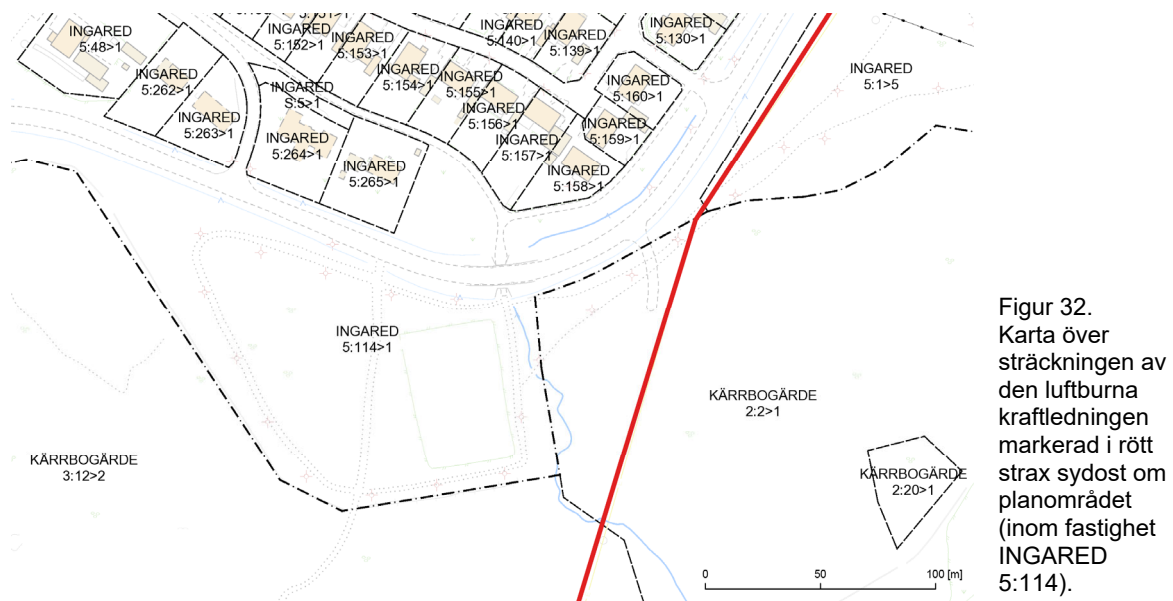 5:151>1
INGARED
5:48>1
INGARED
5:152>1
INGARED
5:153>1
INGARED
5:140>1
INGARED
5:139>1
INGARED
5:130>1
INGARED
5:262>1
INGARED
5:154>1
INGARED
5:155>1
INGARED
5:160>1
INGARED
5:1>5
INGARED
S:5>1
INGARED
5:263>1
INGARED
5:156>1
INGARED
5:159>1
INGARED
5:264>1
INGARED
5:157>1
INGARED
5:265>1
INGARED
5:158>1
INGARED
5:114>1
KÄRRBOGÄRDE
2:2>1
KÄRRBOGÄRDE
3:12>2
KÄRRBOGÄRDE
2:20>1
0 50 100 [m]
Figur 32.
Karta över
sträckningen av
den luftburna
kraftledningen
markerad i rött
strax sydost om
planområdet
(inom fastighet
INGARED
5:114).